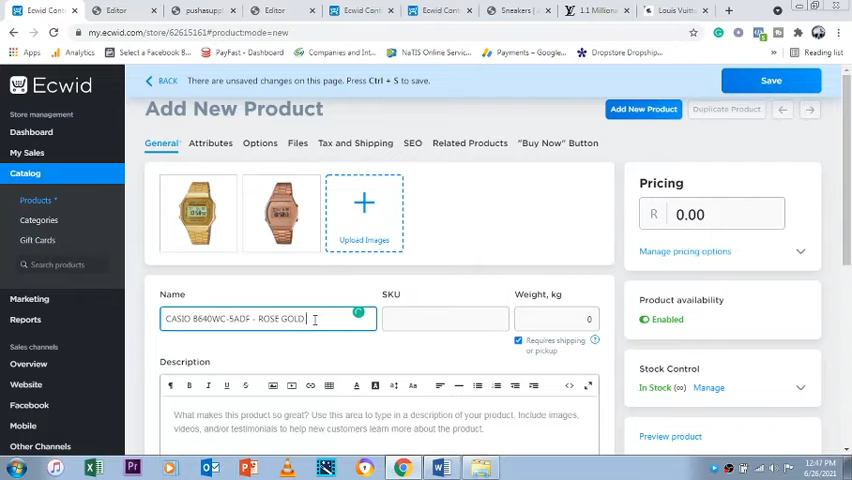 Ecwid Cont
Editor
pushasuppl
Editor
Ecwid Cont
Ecwid Cont
Sneakers |
1.1 Millione
Louis Vuitt
my.ecwid.com/store/62615161#product:mode=new
Apps
Analytics
Select a Facebook B...
PayFast - Dashboard
Companies and Int...
NaTIS Online
Payments – Google...
Dropstore Dropship...
Reading list
Ecwid
BACK
There are unsaved changes on this page. Press Ctrl + S to save.
Save
Add New Product
Add New Product
Duplicate Product
Store management
Dashboard
My Sales
Catalog
Products
Categories
Gift Cards
Search products
Marketing
Reports
Sales channels
Overview
Website
Facebook
Mobile
Other Channels
General
Attributes
Options
Files
Tax and Shipping
SEO
Related Products
"Buy Now" Button
Upload Images
Pricing
R 0.00
Manage pricing options
Name
SKU
Weight, kg
CASIO B640WC-5ADF - ROSE GOLD
0
Requires shipping
or pickup
Product availability
Enabled
Description
Stock Control
In Stock (∞) Manage
What makes this product so great? Use this area to type in a description of your product. Include images,
videos, and/or testimonials to help new customers learn more about the product.
Preview product
12:47 PM
6/26/2021